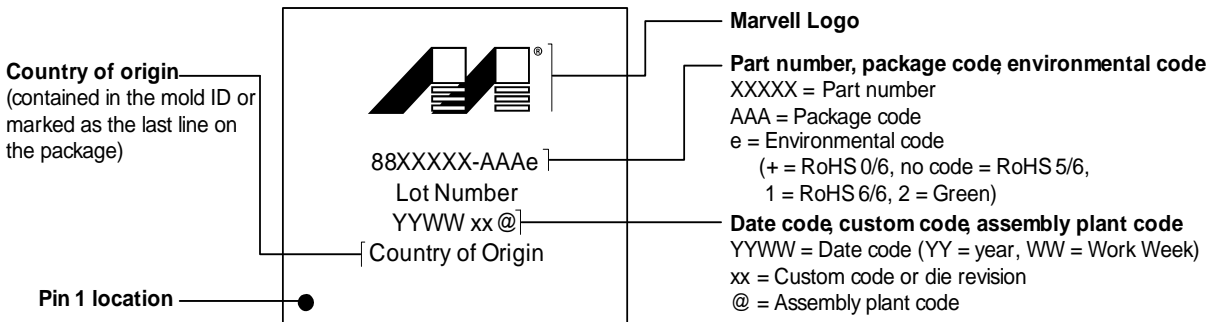 Marvell Logo
®
Country of origin
(contained in the mold ID or
marked as the last line on
the package)
Part number, package code, environmental code
XXXXX = Part number
AAA = Package code
e = Environmental code
(+ = RoHS 0/6, no code = RoHS 5/6,
1 = RoHS 6/6, 2 = Green)
88XXXXX-AAAe
Lot Number
YYWW xx @
Country of Origin
Date code, custom code, assembly plant code
YYWW = Date code (YY = year, WW = Work Week)
xx = Custom code or die revision
@ = Assembly plant code
Pin 1 location